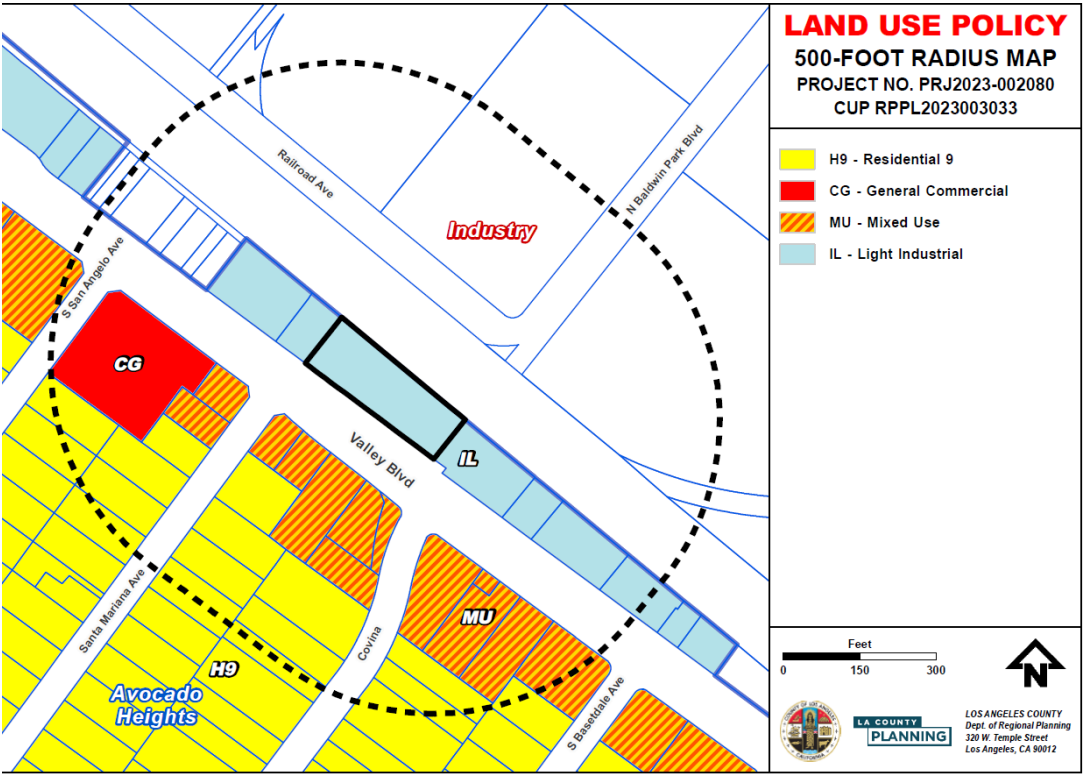 LAND USE POLICY
500-FOOT RADIUS MAP
PROJECT NO. PRJ2023-002080
CUP RPPL2023003033
H9 - Residential 9
CG - General Commercial
MU - Mixed Use
IL - Light Industrial
Railroad Ave
N Baldwin Park Blvd
Industry
S San Angelo Ave
CG
Valley Blvd
IL
Santa Mariana Ave
Covina
MU
H9
Avocado
Heights
S Basetdale Ave
Feet
0 150 300
N
LA COUNTY
PLANNING
LOS ANGELES COUNTY
Dept. of Regional Planning
320 W. Temple Street
Los Angeles, CA 90012